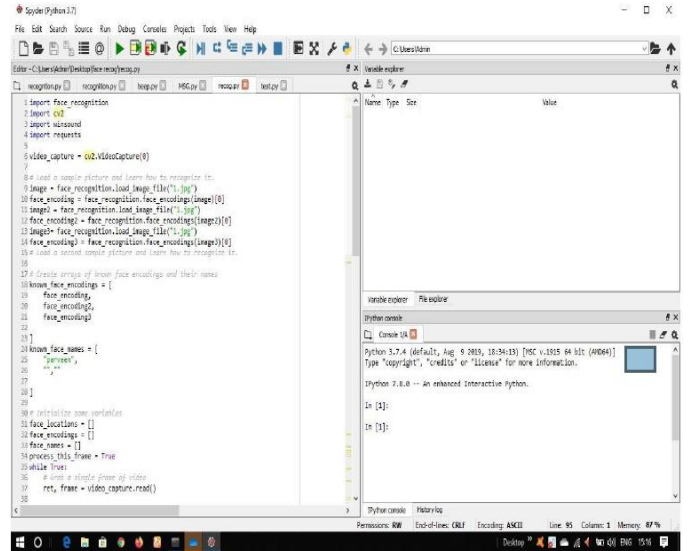 Spyder (Python 3.7)
File Edit Search Source Run Debug Consoles Projects Tools View Help
C:\Users\Admin
Editor - C:\Users\Admin\Desktop\face recog\recog.py
Variable explorer
recognition.py recognition.py beep.py MSG.py recog.py test.py
Name Type Size Value
1 import face_recognition
2 import cv2
3 import winsound
4 import requests
5
6 video_capture = cv2.VideoCapture(0)
7
8 # Load a sample picture and learn how to recognize it.
9 image = face_recognition.load_image_file("1.jpg")
10 face_encoding = face_recognition.face_encodings(image)[0]
11 image2 = face_recognition.load_image_file("1.jpg")
12 face_encoding2 = face_recognition.face_encodings(image2)[0]
13 image3= face_recognition.load_image_file("1.jpg")
14 face_encoding3 = face_recognition.face_encodings(image3)[0]
15 # Load a second sample picture and learn how to recognize it.
16
17 # Create arrays of known face encodings and their names
18 known_face_encodings = [
19 face_encoding,
20 face_encoding2,
21 face_encoding3
22
23 ]
24 known_face_names = [
25 "parveen",
26 "",""
27
28 ]
29
30 # Initialize some variables
31 face_locations = []
32 face_encodings = []
33 face_names = []
34 process_this_frame = True
35 while True:
36 # Grab a single frame of video
37 ret, frame = video_capture.read()
38
Variable explorer File explorer
IPython console
Console 1/A
Python 3.7.4 (default, Aug 9 2019, 18:34:13) [MSC v.1915 64 bit (AMD64)]
Type "copyright", "credits" or "license" for more information.
IPython 7.8.0 -- An enhanced Interactive Python.
In [1]:
In [1]:
IPython console History log
Permissions: RW End-of-lines: CRLF Encoding: ASCII Line: 95 Column: 1 Memory: 87 %
Desktop ENG 15:16